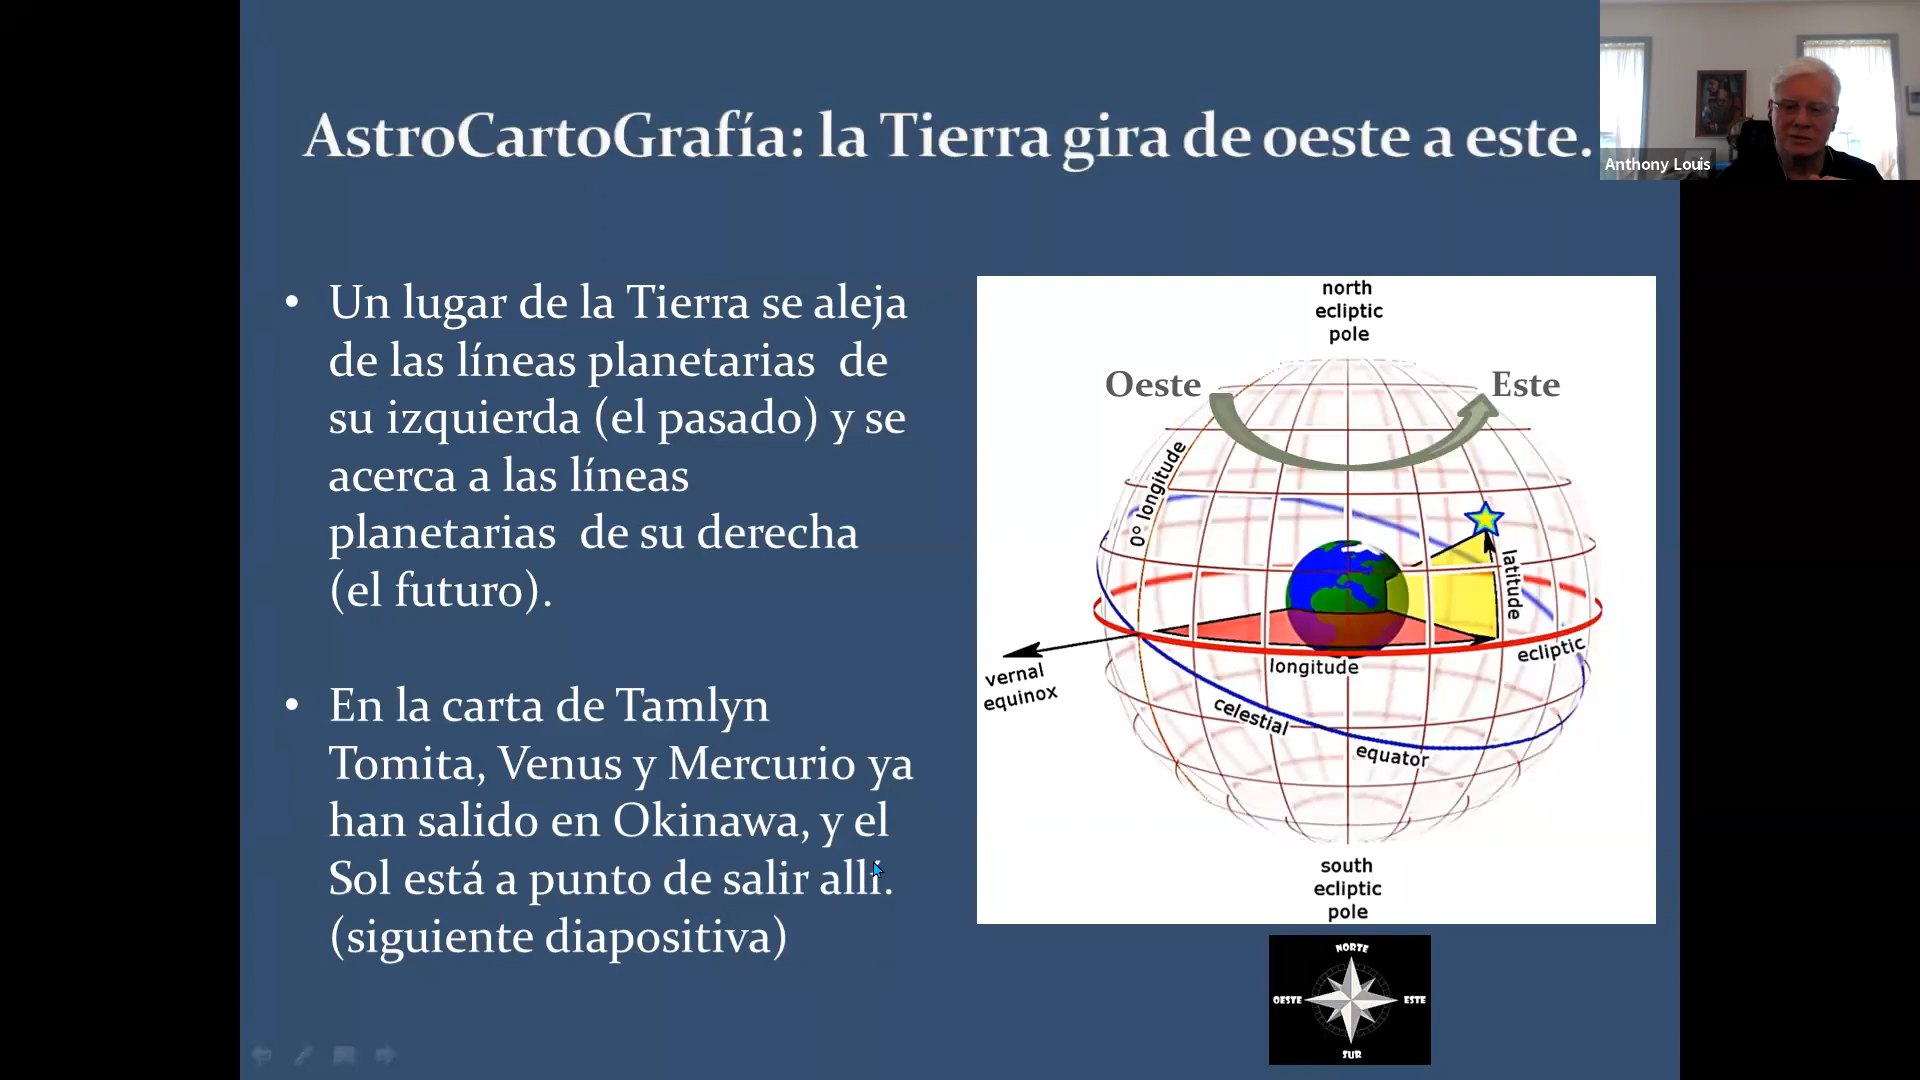 AstroCartoGrafía: la Tierra gira de oeste a este.
Anthony Louis
• Un lugar de la Tierra se aleja
de las líneas planetarias de
su izquierda (el pasado) y se
acerca a las líneas
planetarias de su derecha
(el futuro).
• En la carta de Tamlyn
Tomita, Venus y Mercurio ya
han salido en Okinawa, y el
Sol está a punto de salir allí.
(siguiente diapositiva)
north
ecliptic
pole
Oeste
Este
0° longitude
latitude
ecliptic
longitude
vernal
equinox
celestial
equator
south
ecliptic
pole
NORTE
OESTE
ESTE
SUR